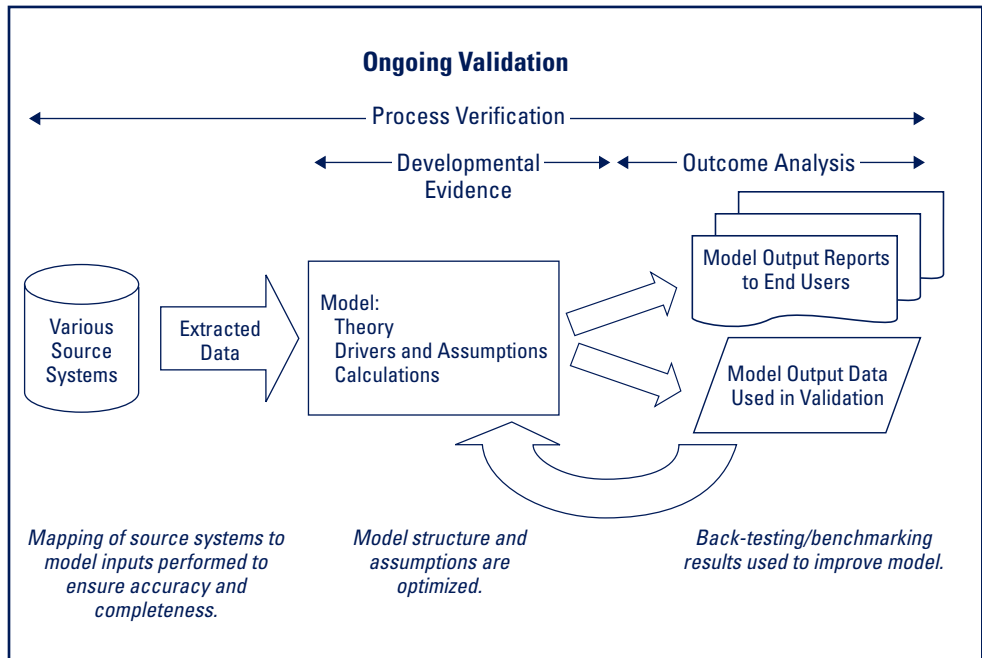 Ongoing Validation
Process Verification
Developmental
Evidence
Outcome Analysis
Various
Source
Systems
Extracted
Data
Model:
Theory
Drivers and Assumptions
Calculations
Model Output Reports
to End Users
Model Output Data
Used in Validation
Mapping of source systems to
model inputs performed to
ensure accuracy and
completeness.
Model structure and
assumptions are
optimized.
Back-testing/benchmarking
results used to improve model.